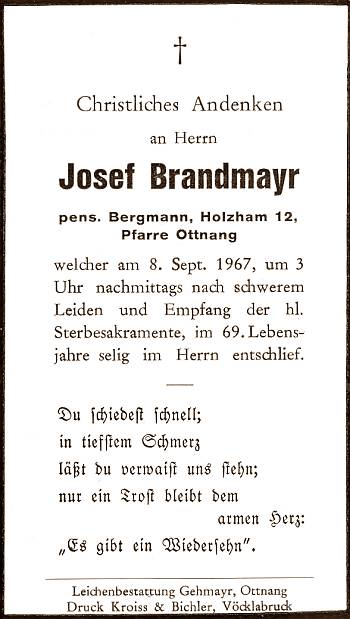 Christliches Andenken
an Herrn
Josef Brandmayr
pens. Bergmann, Holzham 12,
Pfarre Ottnang
welcher am 8. Sept. 1967, um 3
Uhr nachmittags nach schwerem
Leiden und Empfang der hl.
Sterbesakramente, im 69. Lebens-
jahre selig im Herrn entschlief.
Du schiedest schnell;
in tiefstem Schmerz
läßt du verwaist uns stehn;
nur ein Trost bleibt dem
armen Herz:
„Es gibt ein Wiedersehn".
Leichenbestattung Gehmayr, Ottnang
Druck Kroiss & Bichler, Vöcklabruck